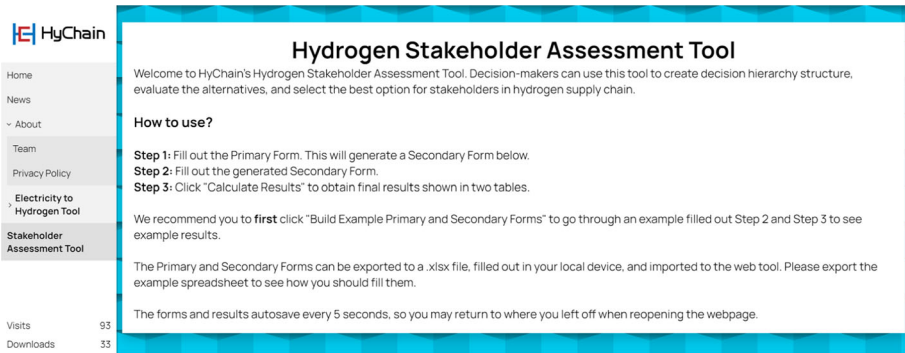 HyChain
Home
News
About
Team
Privacy Policy
Electricity to
Hydrogen Tool
Stakeholder
Assessment Tool
Visits 93
Downloads 33
Hydrogen Stakeholder Assessment Tool
Welcome to HyChain's Hydrogen Stakeholder Assessment Tool. Decision-makers can use this tool to create decision hierarchy structure,
evaluate the alternatives, and select the best option for stakeholders in hydrogen supply chain.
How to use?
Step 1: Fill out the Primary Form. This will generate a Secondary Form below.
Step 2: Fill out the generated Secondary Form.
Step 3: Click "Calculate Results" to obtain final results shown in two tables.
We recommend you to first click "Build Example Primary and Secondary Forms" to go through an example filled out Step 2 and Step 3 to see
example results.
The Primary and Secondary Forms can be exported to a .xlsx file, filled out in your local device, and imported to the web tool. Please export the
example spreadsheet to see how you should fill them.
The forms and results autosave every 5 seconds, so you may return to where you left off when reopening the webpage.